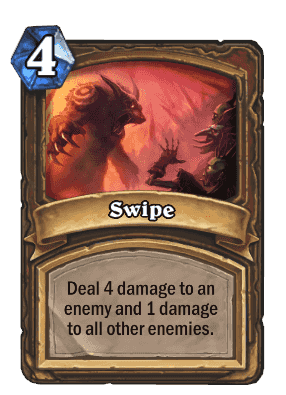 4
Swipe
Deal 4 damage to an
enemy and 1 damage
to all other enemies.